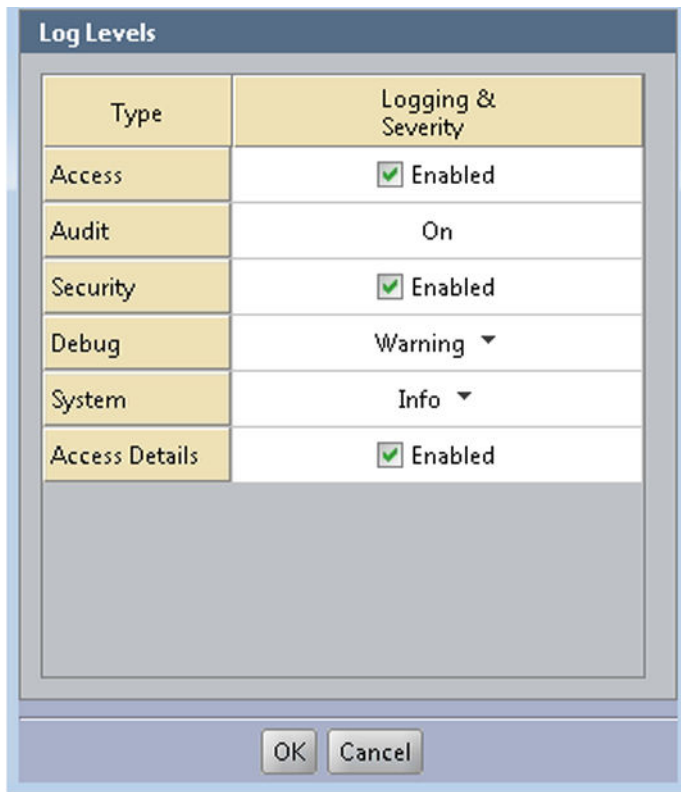 Log Levels
Type
Logging &
Severity
Access
Enabled
Audit
On
Security
Enabled
Debug
Warning
System
Info
Access Details
Enabled
OK
Cancel